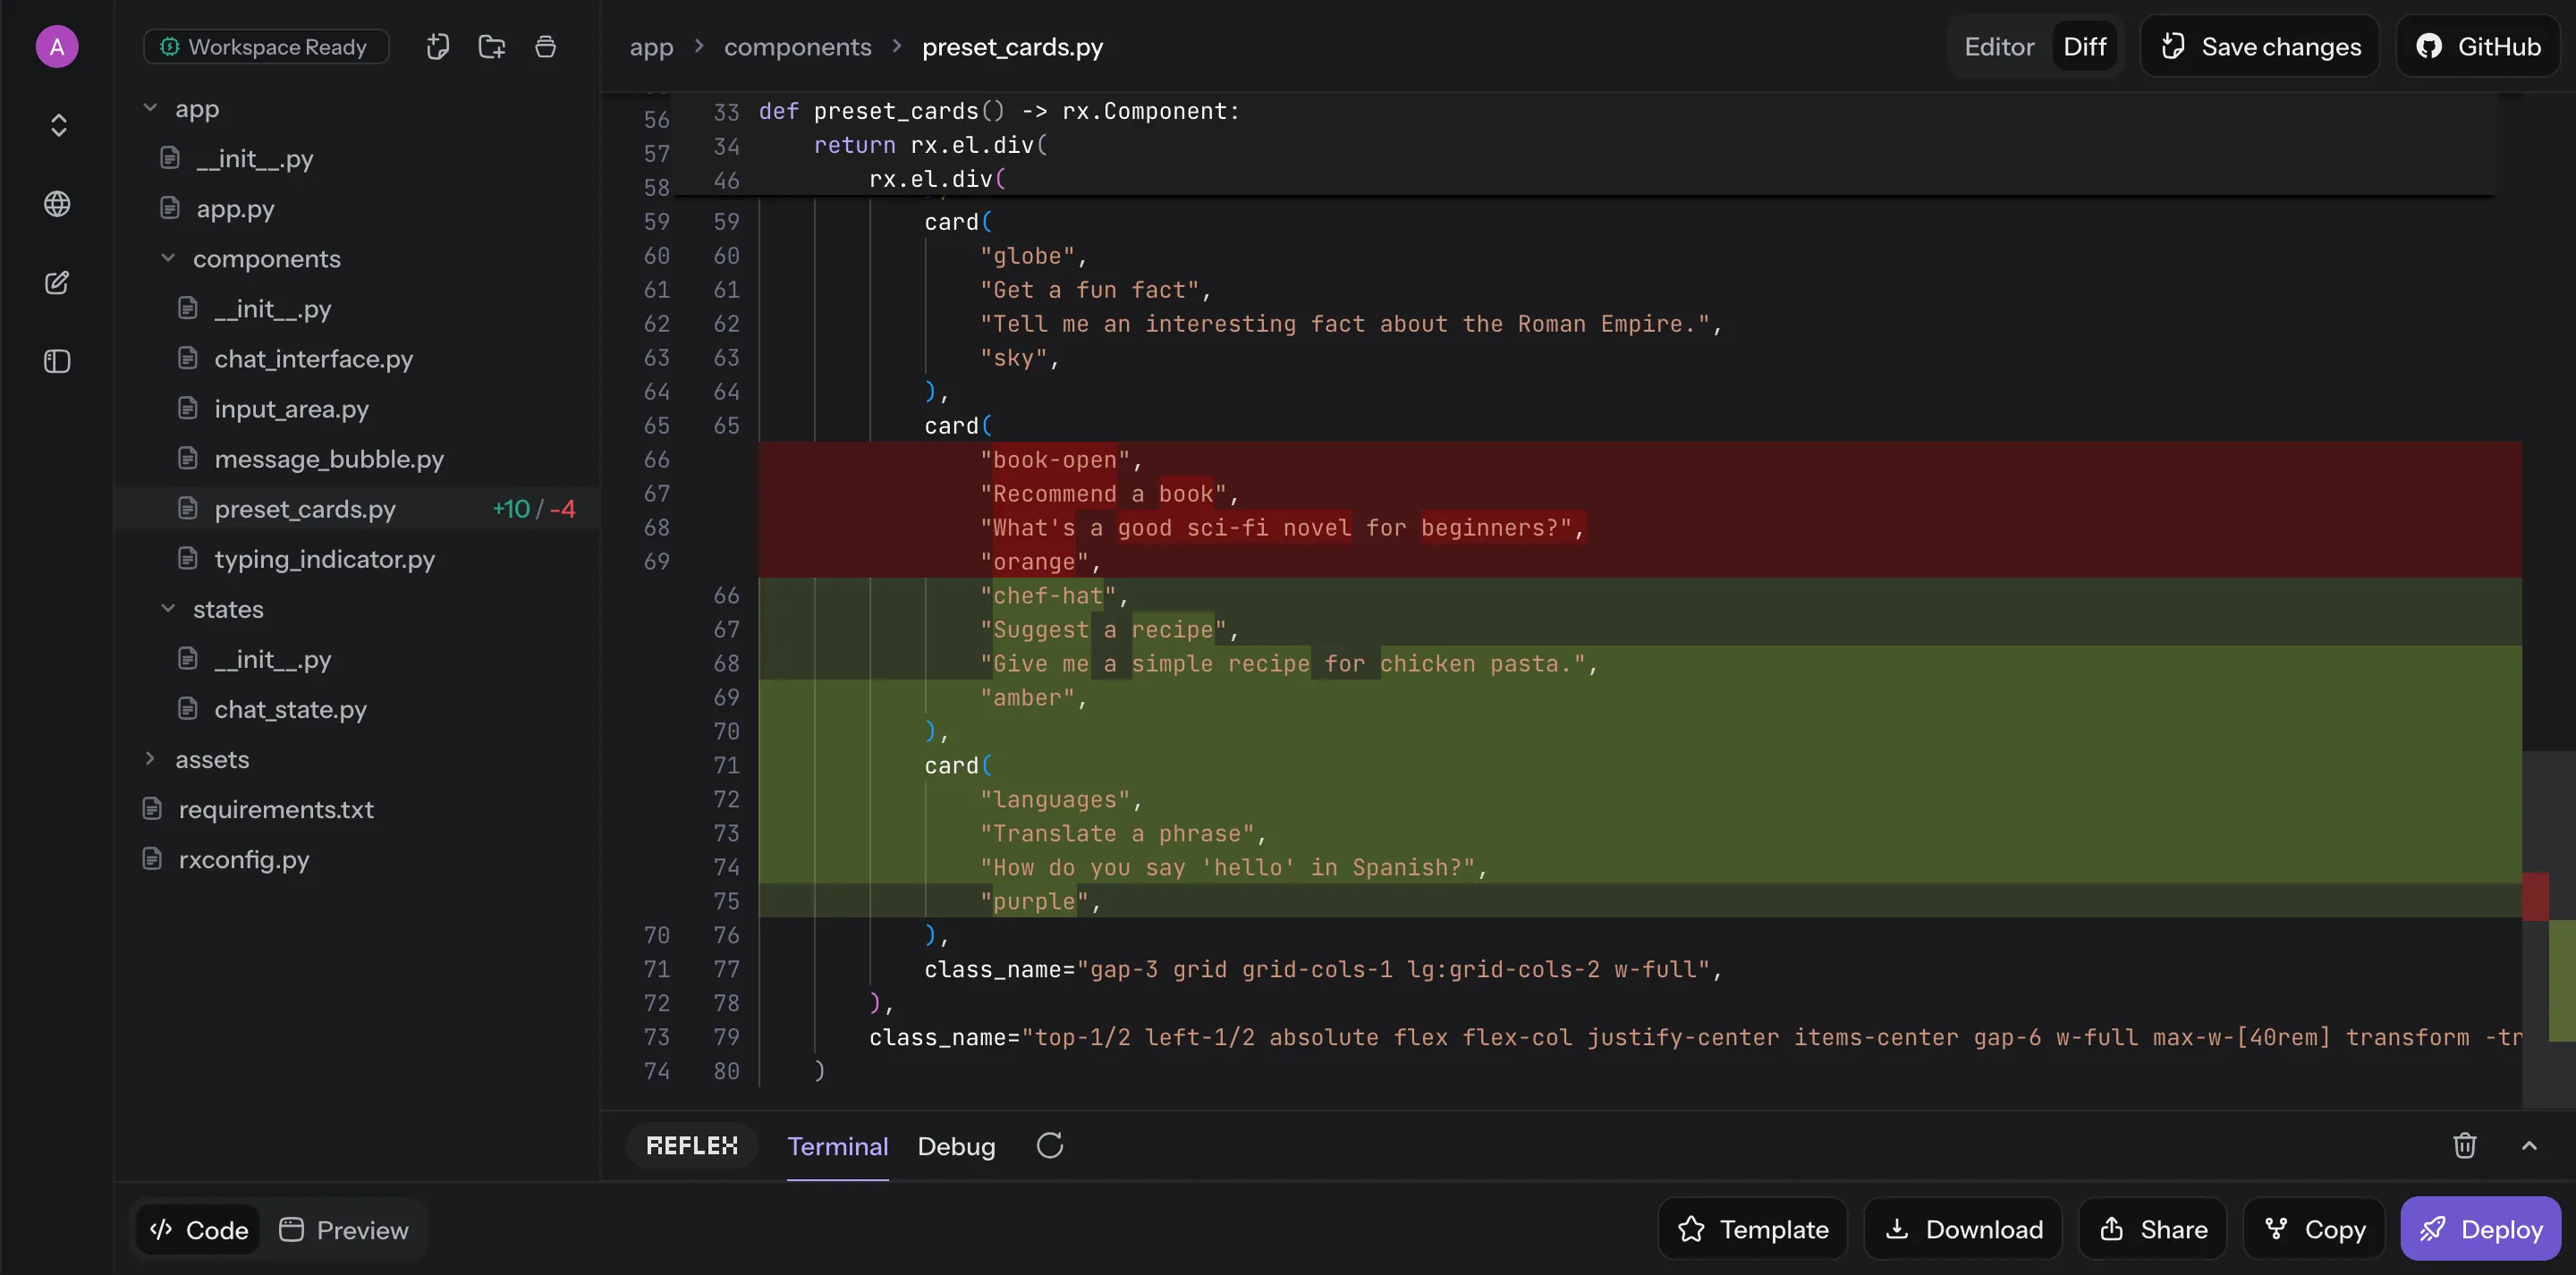 A
Workspace Ready
app > components > preset_cards.py
Editor
Diff
Save changes
GitHub
app
__init__.py
app.py
components
__init__.py
chat_interface.py
input_area.py
message_bubble.py
preset_cards.py +10 / -4
typing_indicator.py
states
__init__.py
chat_state.py
assets
requirements.txt
rxconfig.py
56 33 def preset_cards() -> rx.Component:
57 34 return rx.el.div(
58 46 rx.el.div(
59 59 card(
60 60 "globe",
61 61 "Get a fun fact",
62 62 "Tell me an interesting fact about the Roman Empire.",
63 63 "sky",
64 64 ),
65 65 card(
66 "book-open",
67 "Recommend a book",
68 "What's a good sci-fi novel for beginners?",
69 "orange",
66 "chef-hat",
67 "Suggest a recipe",
68 "Give me a simple recipe for chicken pasta.",
69 "amber",
70 ),
71 card(
72 "languages",
73 "Translate a phrase",
74 "How do you say 'hello' in Spanish?",
75 "purple",
70 76 ),
71 77 class_name="gap-3 grid grid-cols-1 lg:grid-cols-2 w-full",
72 78 ),
73 79 class_name="top-1/2 left-1/2 absolute flex flex-col justify-center items-center gap-6 w-full max-w-[40rem] transform -tr
74 80 )
REFLEX
Terminal
Debug
Code
Preview
Template
Download
Share
Copy
Deploy